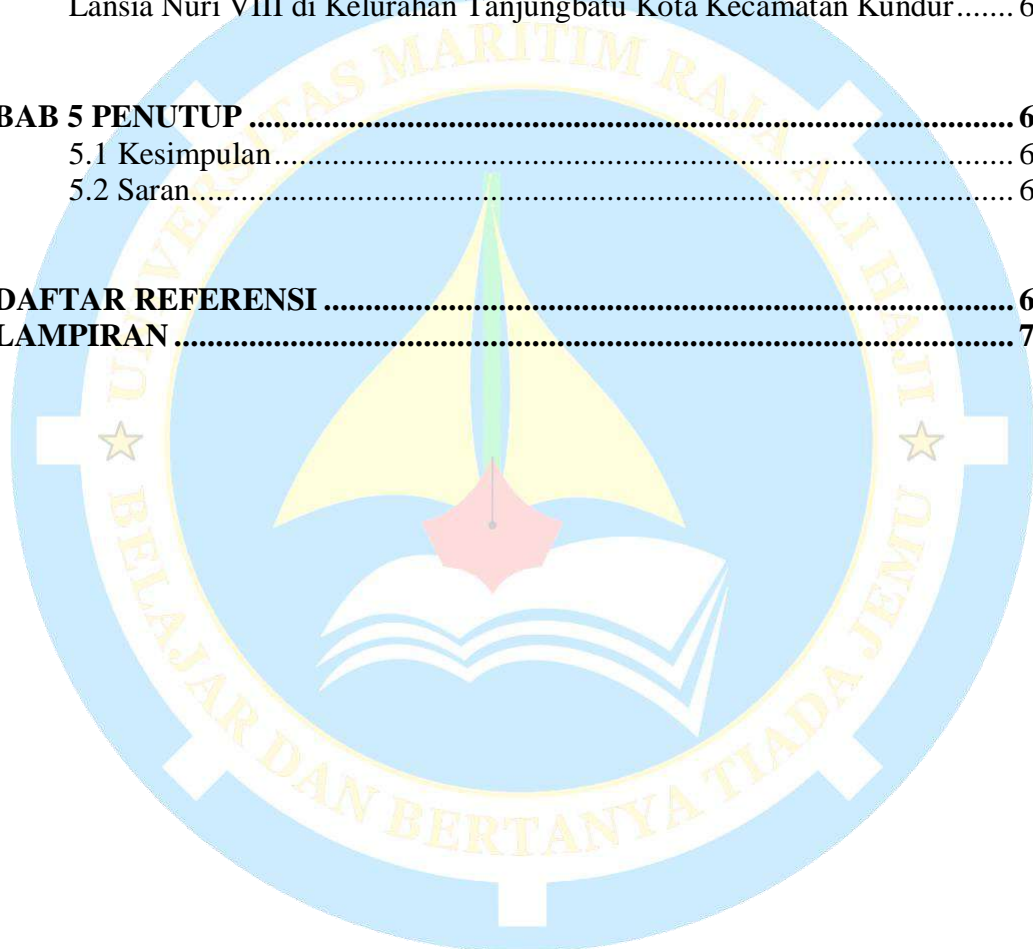 Lansia Nuri VIII di Kelurahan Tanjungbatu Kota Kecamatan Kundur....... 6
BAB 5 PENUTUP ................................................................................................. 6
5.1 Kesimpulan.............................................................................................. 6
5.2 Saran........................................................................................................ 6
DAFTAR REFERENSI ........................................................................................ 6
LAMPIRAN .......................................................................................................... 7
UNIVERSITAS MARITIM RAJA ALI HAJI
BELAJAR DAN BERTANYA TIADA JEMU